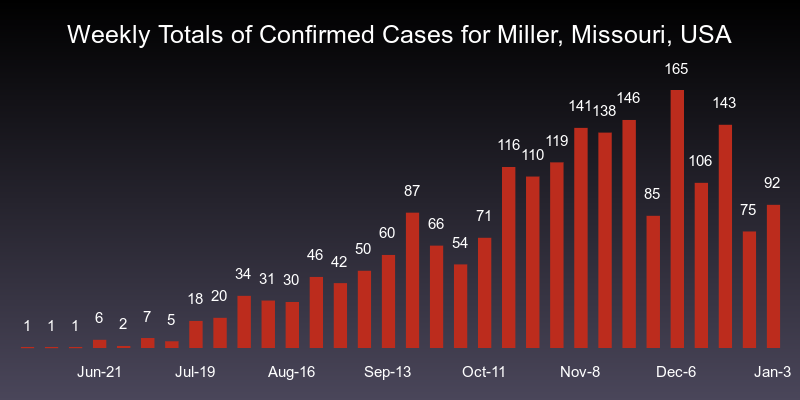 Weekly Totals of Confirmed Cases for Miller, Missouri, USA
1 1 1 6 2 7 5 18 20 34 31 30 46 42 50 60 87 66 54 71 116 110 119 141 138 146 85 165 106 143 75 92
Jun-21 Jul-19 Aug-16 Sep-13 Oct-11 Nov-8 Dec-6 Jan-3